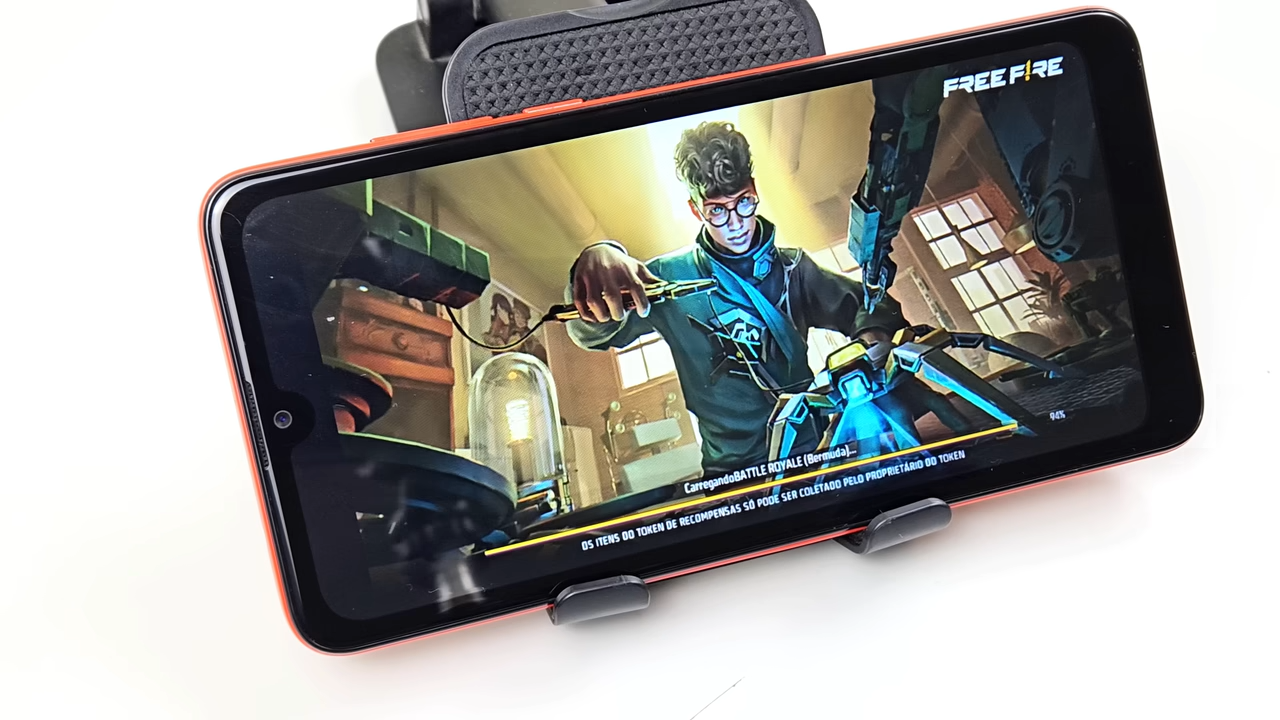 FREE FIRE
94%
CarregandoBATTLE ROYALE (Bermuda)...
OS ITENS DO TOKEN DE RECOMPENSAS SÓ PODE SER COLETADO PELO PROPRIETÁRIO DO TOKEN